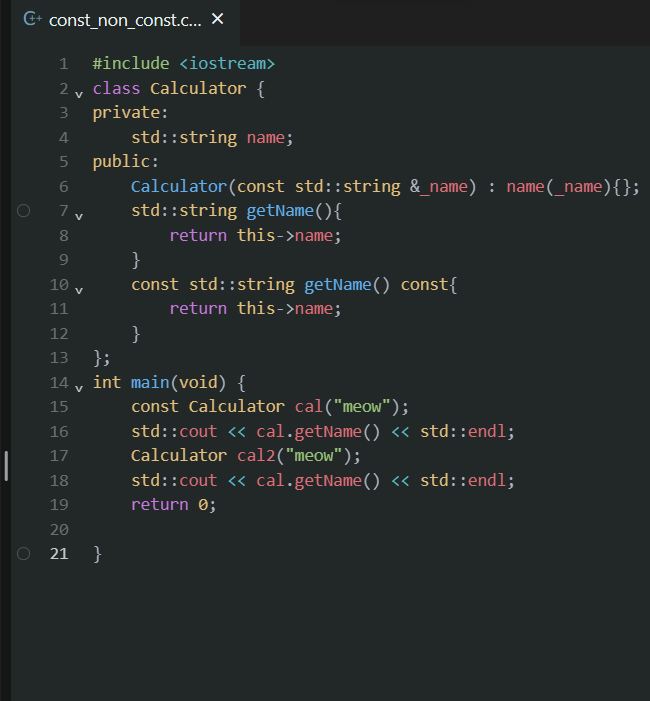 const_non_const.c...
1 #include <iostream>
2 class Calculator {
3 private:
4     std::string name;
5 public:
6     Calculator(const std::string &_name) : name(_name){};
7     std::string getName(){
8         return this->name;
9     }
10     const std::string getName() const{
11         return this->name;
12     }
13 };
14 int main(void) {
15     const Calculator cal("meow");
16     std::cout << cal.getName() << std::endl;
17     Calculator cal2("meow");
18     std::cout << cal.getName() << std::endl;
19     return 0;
20
21 }